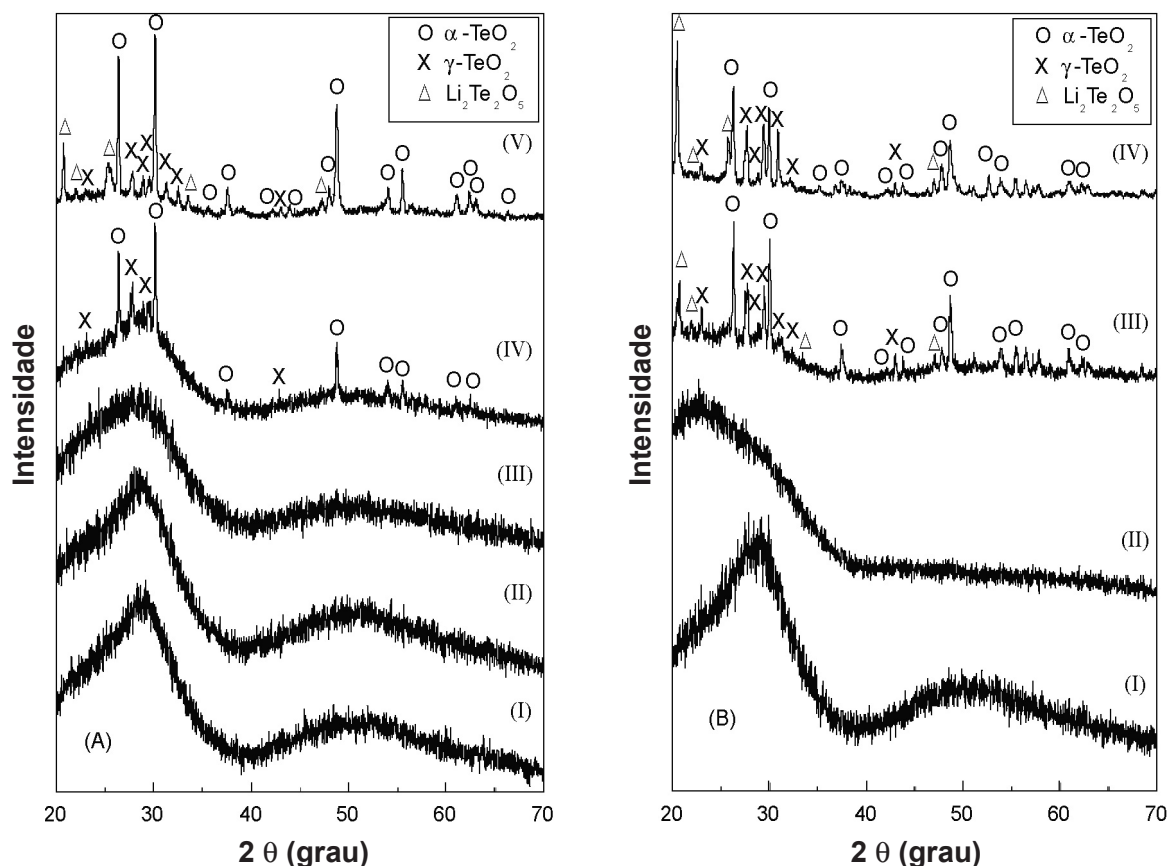 O α-TeO₂
X γ-TeO₂
△ Li₂Te₂O₅
(V)
(IV)
(III)
(II)
(I)
(A)
Intensidade
20 30 40 50 60 70
2 θ (grau)
O α-TeO₂
X γ-TeO₂
△ Li₂Te₂O₅
(IV)
(III)
(II)
(I)
(B)
Intensidade
20 30 40 50 60 70
2 θ (grau)